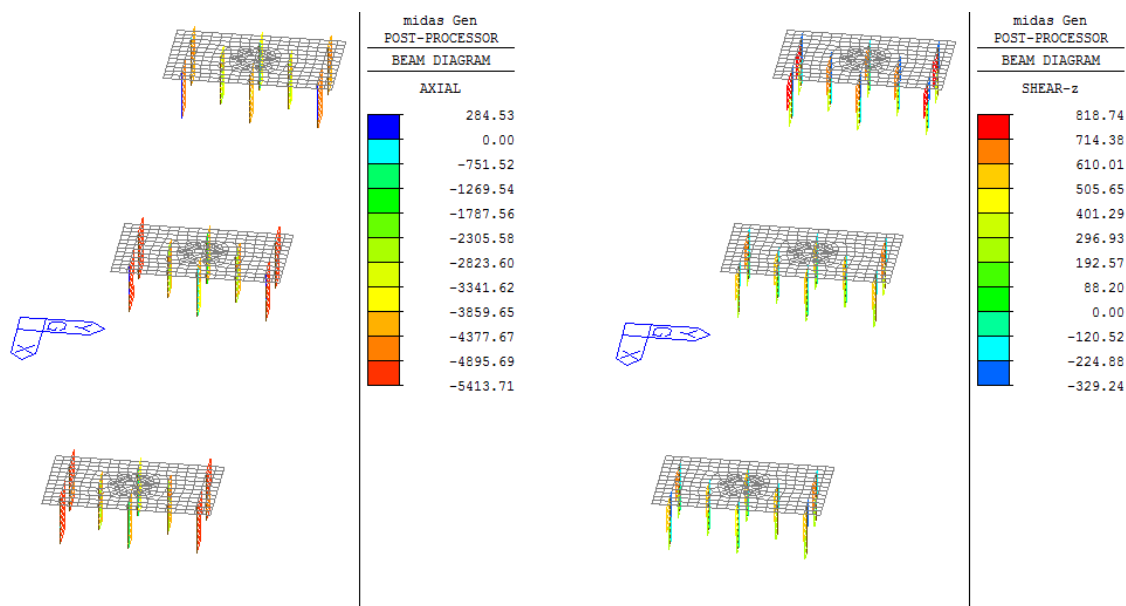 midas Gen
POST-PROCESSOR
BEAM DIAGRAM
AXIAL
284.53
0.00
-751.52
-1269.54
-1787.56
-2305.58
-2823.60
-3341.62
-3859.65
-4377.67
-4895.69
-5413.71
X
G
Y
midas Gen
POST-PROCESSOR
BEAM DIAGRAM
SHEAR-z
818.74
714.38
610.01
505.65
401.29
296.93
192.57
88.20
0.00
-120.52
-224.88
-329.24
X
G
Y